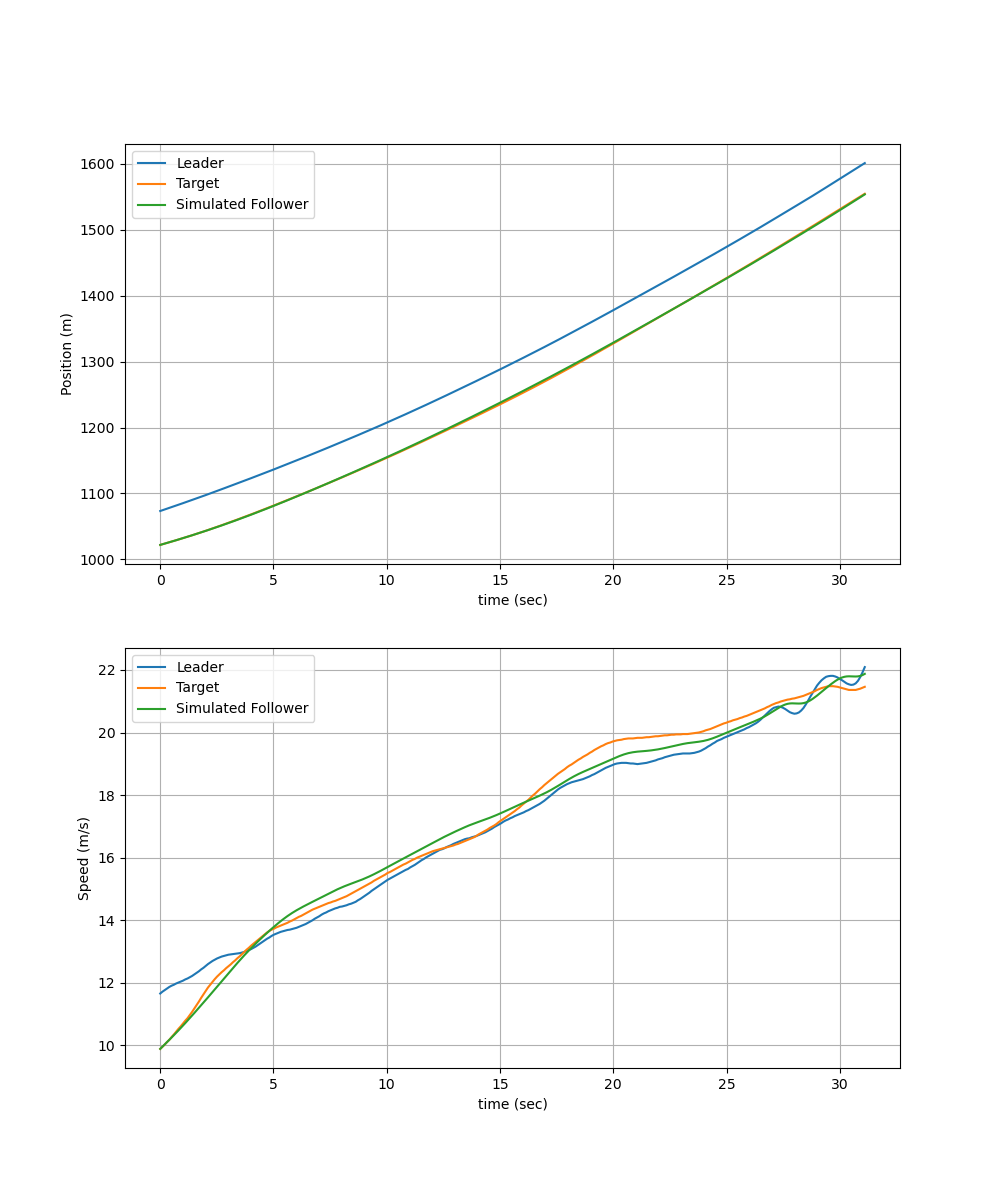 Leader
Target
Simulated Follower
1600
1500
1400
1300
1200
1100
1000
Position (m)
0 5 10 15 20 25 30
time (sec)
Leader
Target
Simulated Follower
22
20
18
16
14
12
10
Speed (m/s)
0 5 10 15 20 25 30
time (sec)